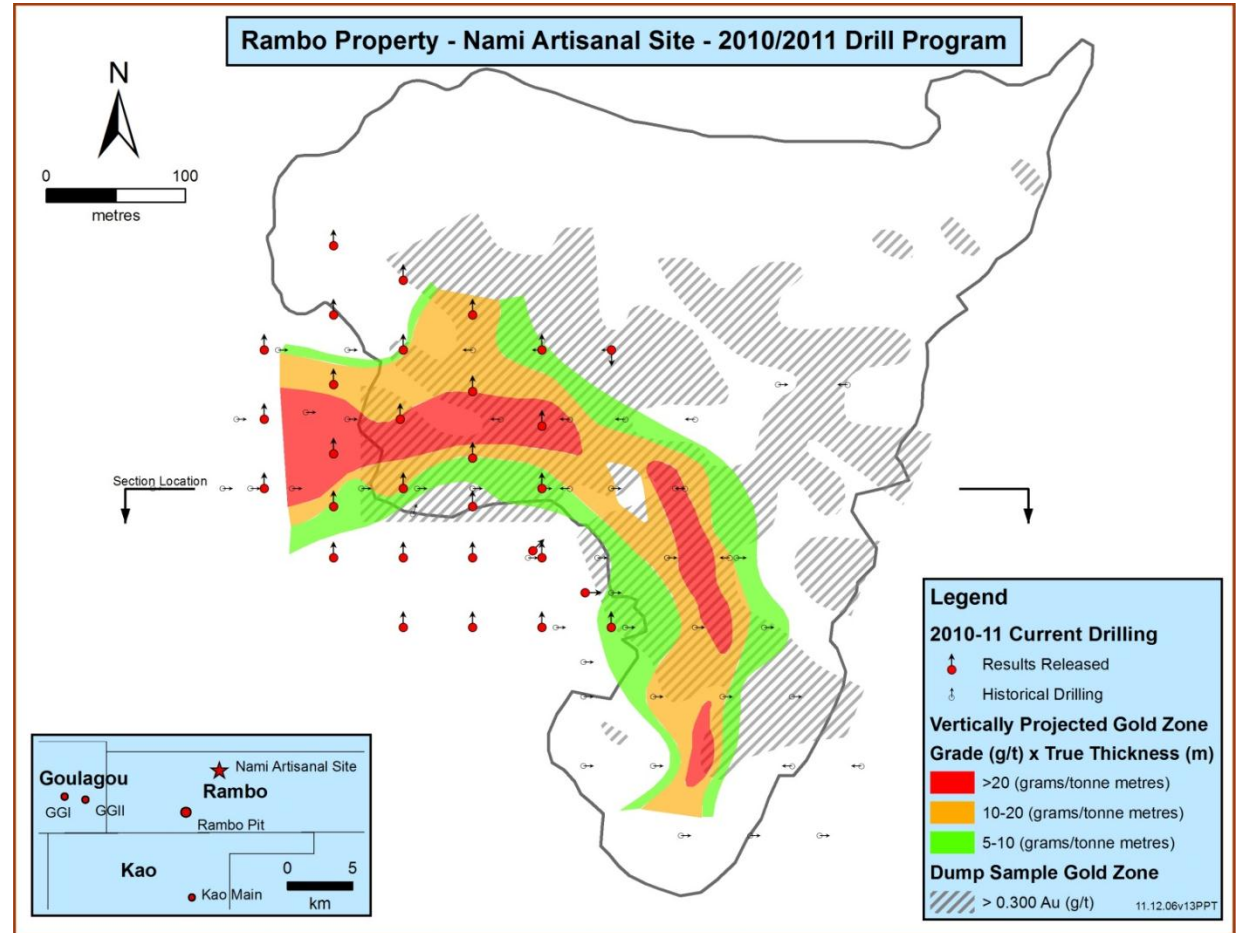 Rambo Property - Nami Artisanal Site - 2010/2011 Drill Program
N
0 100
metres
Section Location
Legend
2010-11 Current Drilling
Results Released
Historical Drilling
Vertically Projected Gold Zone
Grade (g/t) x True Thickness (m)
>20 (grams/tonne metres)
10-20 (grams/tonne metres)
5-10 (grams/tonne metres)
Dump Sample Gold Zone
> 0.300 Au (g/t)
11.12.06v13PPT
Nami Artisanal Site
Goulagou
Rambo
GGI
GGII
Rambo Pit
Kao
0 5
km
Kao Main